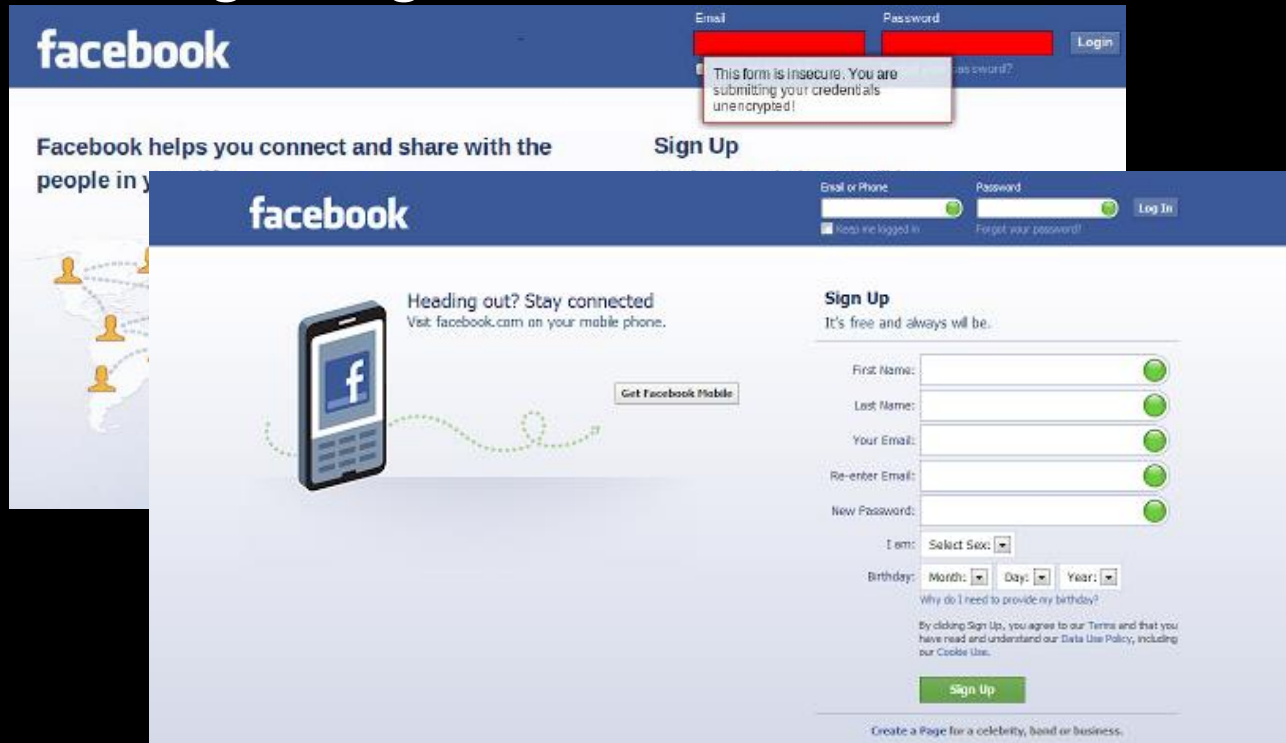 facebook
Email
Password
Login
This form is insecure. You are
submitting your credentials
unencrypted!
password?
Facebook helps you connect and share with the
people in
Sign Up
facebook
Email or Phone
Password
Log In
Keep me logged in
Forgot your password?
Heading out? Stay connected
Visit facebook.com on your mobile phone.
Get Facebook Mobile
Sign Up
It's free and always will be.
First Name:
Last Name:
Your Email:
Re-enter Email:
New Password:
I am:
Select Sex:
Birthday:
Month:
Day:
Year:
Why do I need to provide my birthday?
By clicking Sign Up, you agree to our Terms and that you
have read and understand our Data Use Policy, including
our Cookie Use.
Sign Up
Create a Page for a celebrity, band or business.